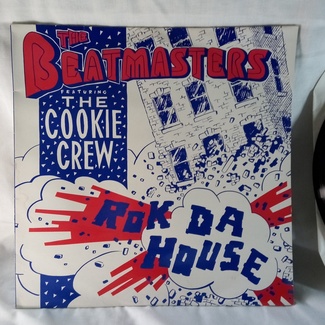 THE
BEATMASTERS
FEATURING
THE
COOKIE
CREW
ROK DA
HOUSE